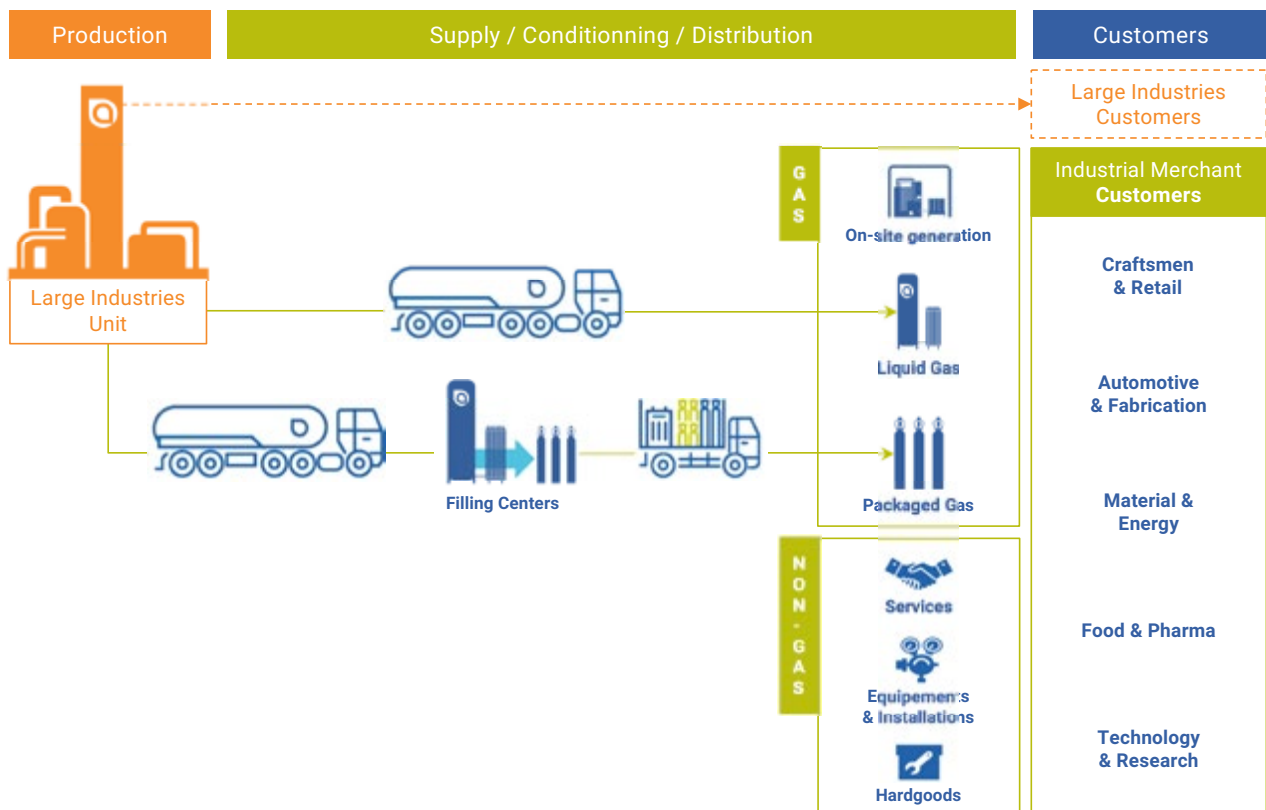 Production
Supply / Conditionning / Distribution
Customers
Large Industries
Customers
Industrial Merchant
Customers
GAS
On-site generation
Large Industries
Unit
Liquid Gas
Filling Centers
Packaged Gas
NON-GAS
Services
Equipements
& Installations
Hardgoods
Craftsmen
& Retail
Automotive
& Fabrication
Material &
Energy
Food & Pharma
Technology
& Research